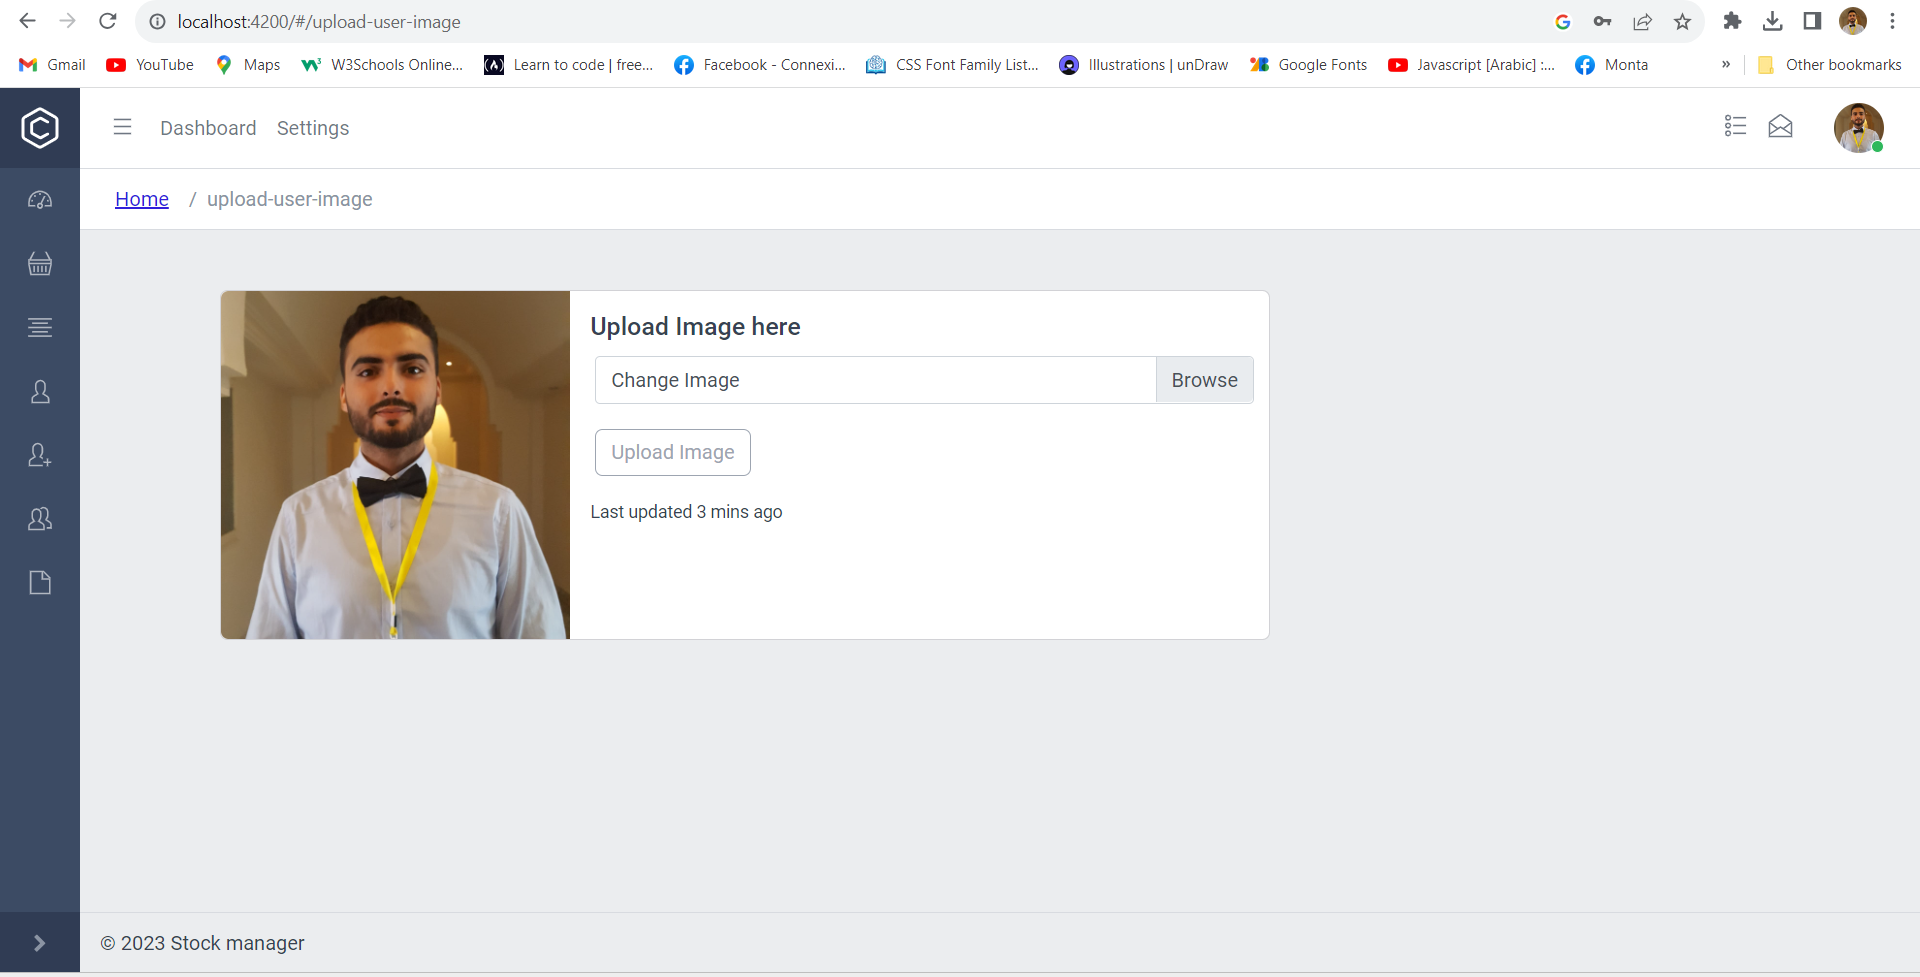 localhost:4200/#/upload-user-image
Gmail YouTube Maps W3Schools Online... Learn to code | free... Facebook - Connexi... CSS Font Family List... Illustrations | unDraw Google Fonts Javascript [Arabic] :... Monta » Other bookmarks
Dashboard Settings
Home / upload-user-image
Upload Image here
Change Image Browse
Upload Image
Last updated 3 mins ago
© 2023 Stock manager